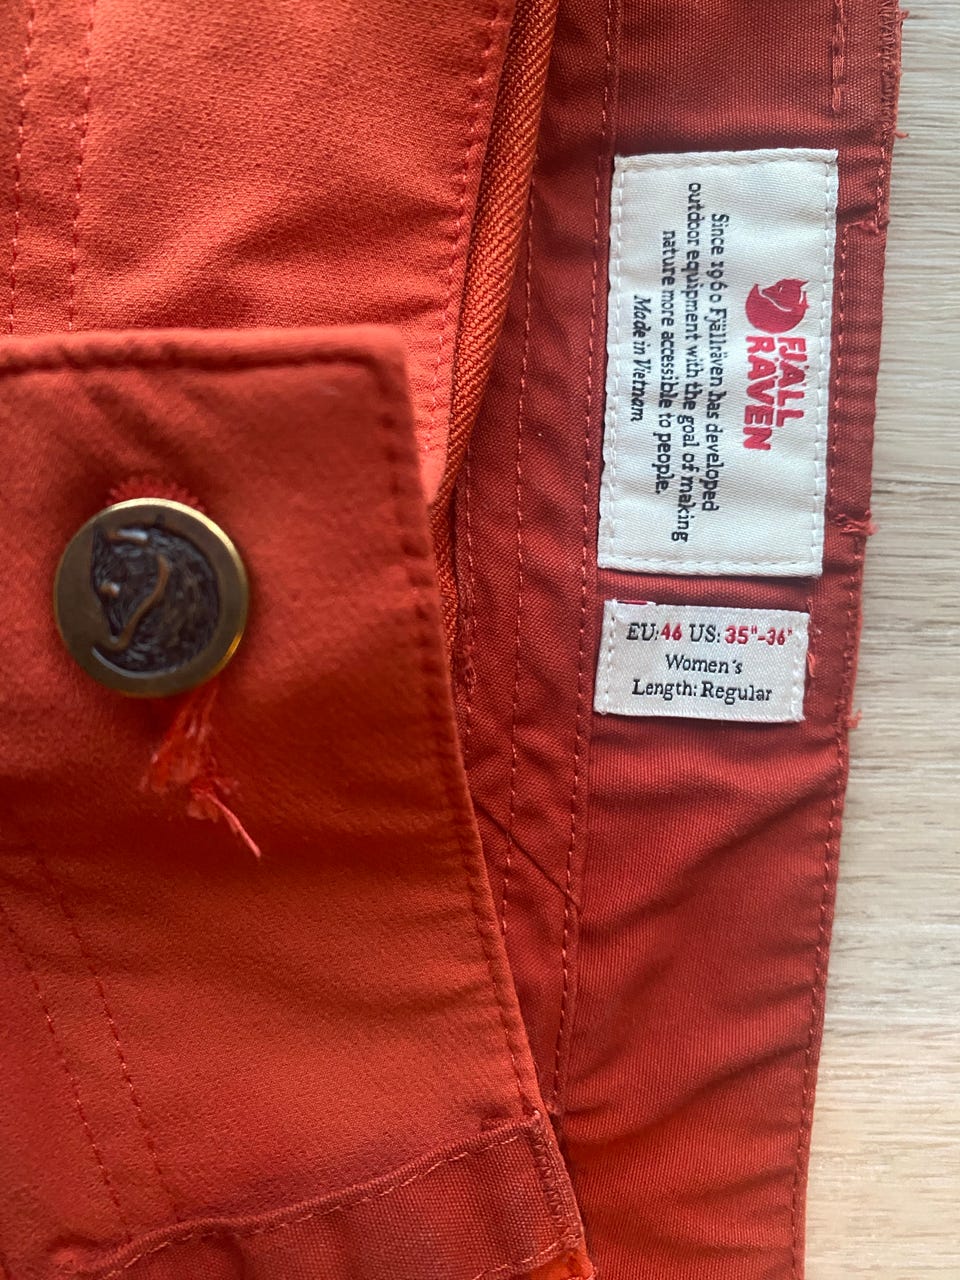 FJÄLL
RÄVEN
Since 1960 Fjällräven has developed
outdoor equipment with the goal of making
nature more accessible to people.
Made in Vietnam
EU:46 US: 35"-36"
Women's
Length: Regular